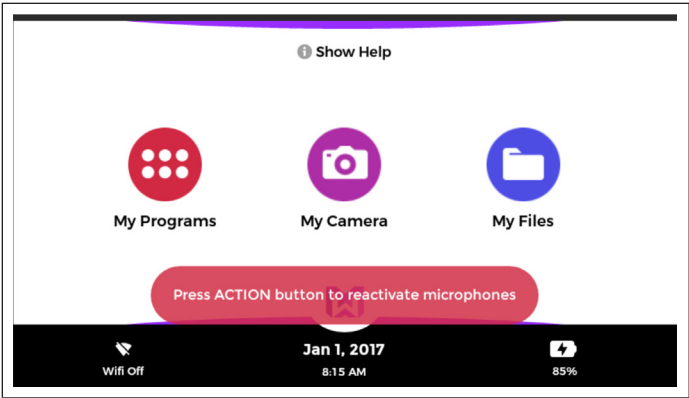 Show Help
My Programs
My Camera
My Files
Press ACTION button to reactivate microphones
Wifi Off
Jan 1, 2017
8:15 AM
85%